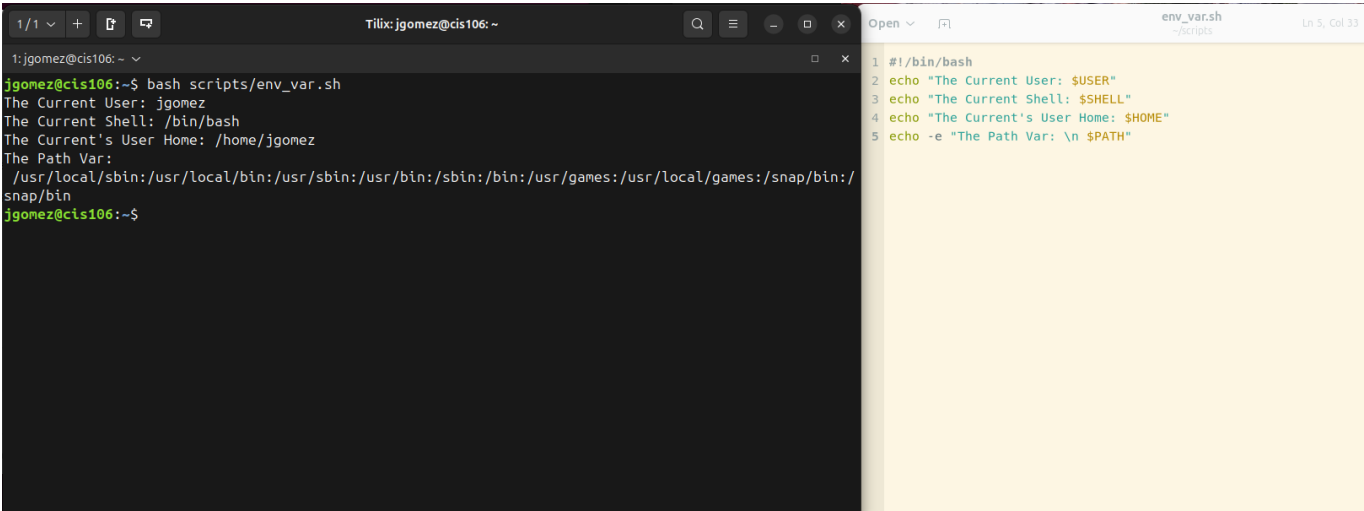 1/1
Tilix: jgomez@cis106: ~
1: jgomez@cis106: ~
jgomez@cis106:~$ bash scripts/env_var.sh
The Current User: jgomez
The Current Shell: /bin/bash
The Current's User Home: /home/jgomez
The Path Var:
 /usr/local/sbin:/usr/local/bin:/usr/sbin:/usr/bin:/sbin:/bin:/usr/games:/usr/local/games:/snap/bin:/
snap/bin
jgomez@cis106:~$
Open
env_var.sh
~/scripts
Ln 5, Col 33
1 #!/bin/bash
2 echo "The Current User: $USER"
3 echo "The Current Shell: $SHELL"
4 echo "The Current's User Home: $HOME"
5 echo -e "The Path Var: \n $PATH"